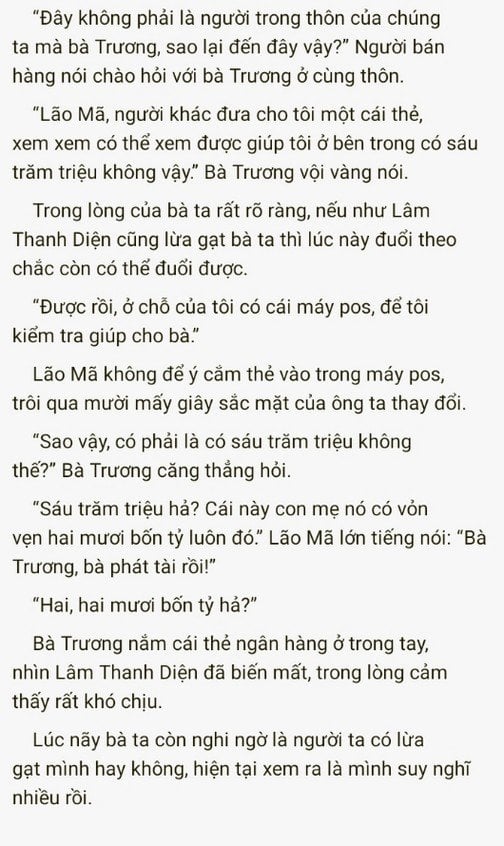 “Đây không phải là người trong thôn của chúng
ta mà bà Trương, sao lại đến đây vậy?” Người bán
hàng nói chào hỏi với bà Trương ở cùng thôn.
“Lão Mã, người khác đưa cho tôi một cái thẻ,
xem xem có thể xem được giúp tôi ở bên trong có sáu
trăm triệu không vậy.” Bà Trương vội vàng nói.
Trong lòng của bà ta rất rõ ràng, nếu như Lâm
Thanh Diện cũng lừa gạt bà ta thì lúc này đuổi theo
chắc còn có thể đuổi được.
“Được rồi, ở chỗ của tôi có cái máy pos, để tôi
kiểm tra giúp cho bà.”
Lão Mã không để ý cắm thẻ vào trong máy pos,
trôi qua mười mấy giây sắc mặt của ông ta thay đổi.
“Sao vậy, có phải là có sáu trăm triệu không
thế?” Bà Trương căng thẳng hỏi.
“Sáu trăm triệu hả? Cái này con mẹ nó có vỏn
vẹn hai mươi bốn tỷ luôn đó.” Lão Mã lớn tiếng nói: “Bà
Trương, bà phát tài rồi!”
“Hai, hai mươi bốn tỷ hả?”
Bà Trương nắm cái thẻ ngân hàng ở trong tay,
nhìn Lâm Thanh Diện đã biến mất, trong lòng cảm
thấy rất khó chịu.
Lúc nãy bà ta còn nghi ngờ là người ta có lừa
gạt mình hay không, hiện tại xem ra là mình suy nghĩ
nhiều rồi.